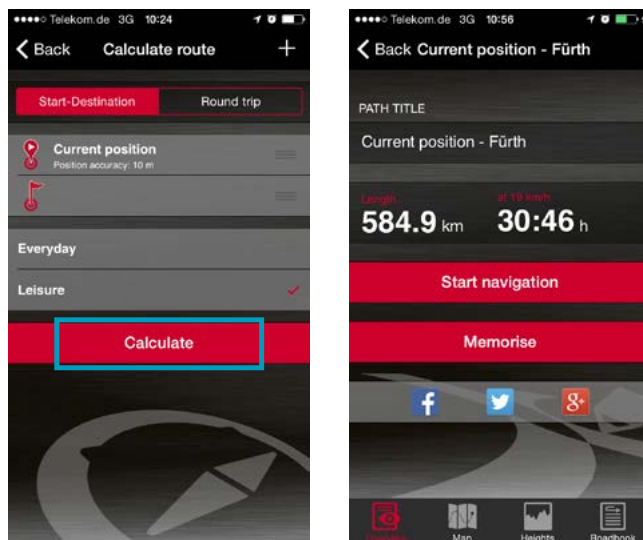 Telekom.de 3G 10:24
Back Calculate route +
Start-Destination Round trip
Current position
Position accuracy: 10 m
Everyday
Leisure
Calculate
Telekom.de 3G 10:56
Back Current position - Fürth
PATH TITLE
Current position - Fürth
Length at 19 km/h
584.9 km 30:46 h
Start navigation
Memorise
f g+
Map Heights Roadbook